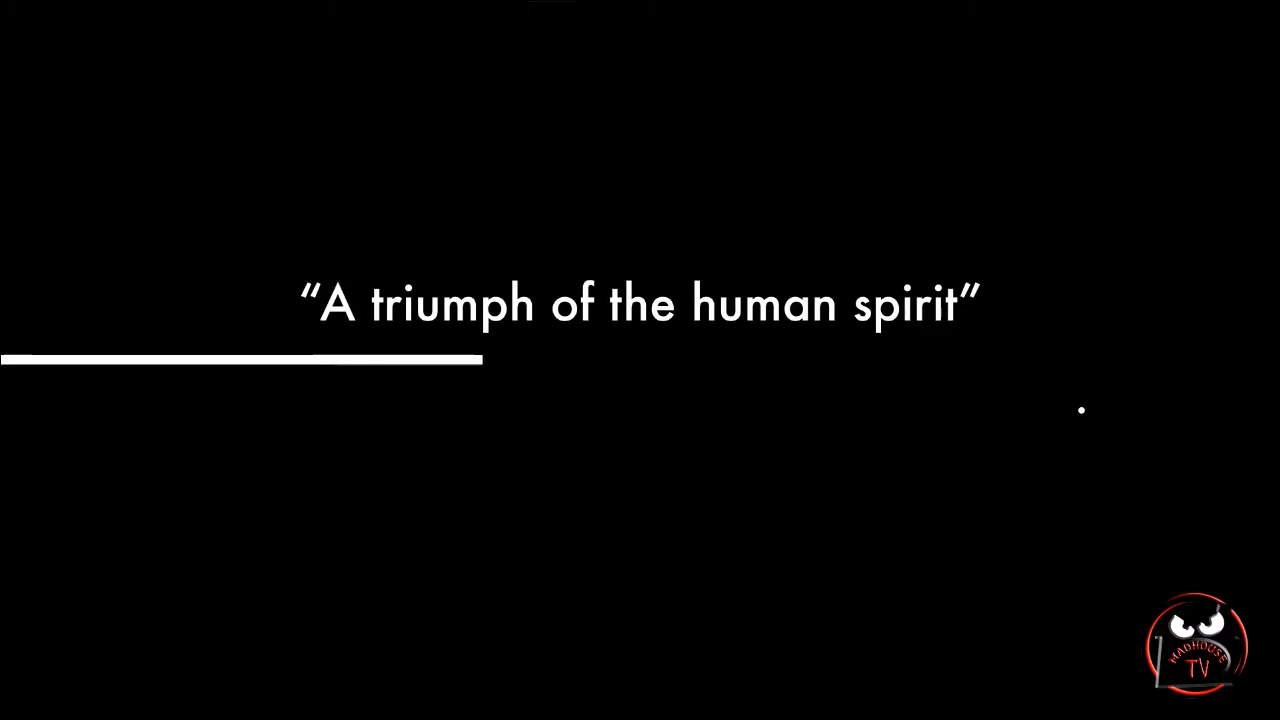 “A triumph of the human spirit”
MADHOUSE
TV